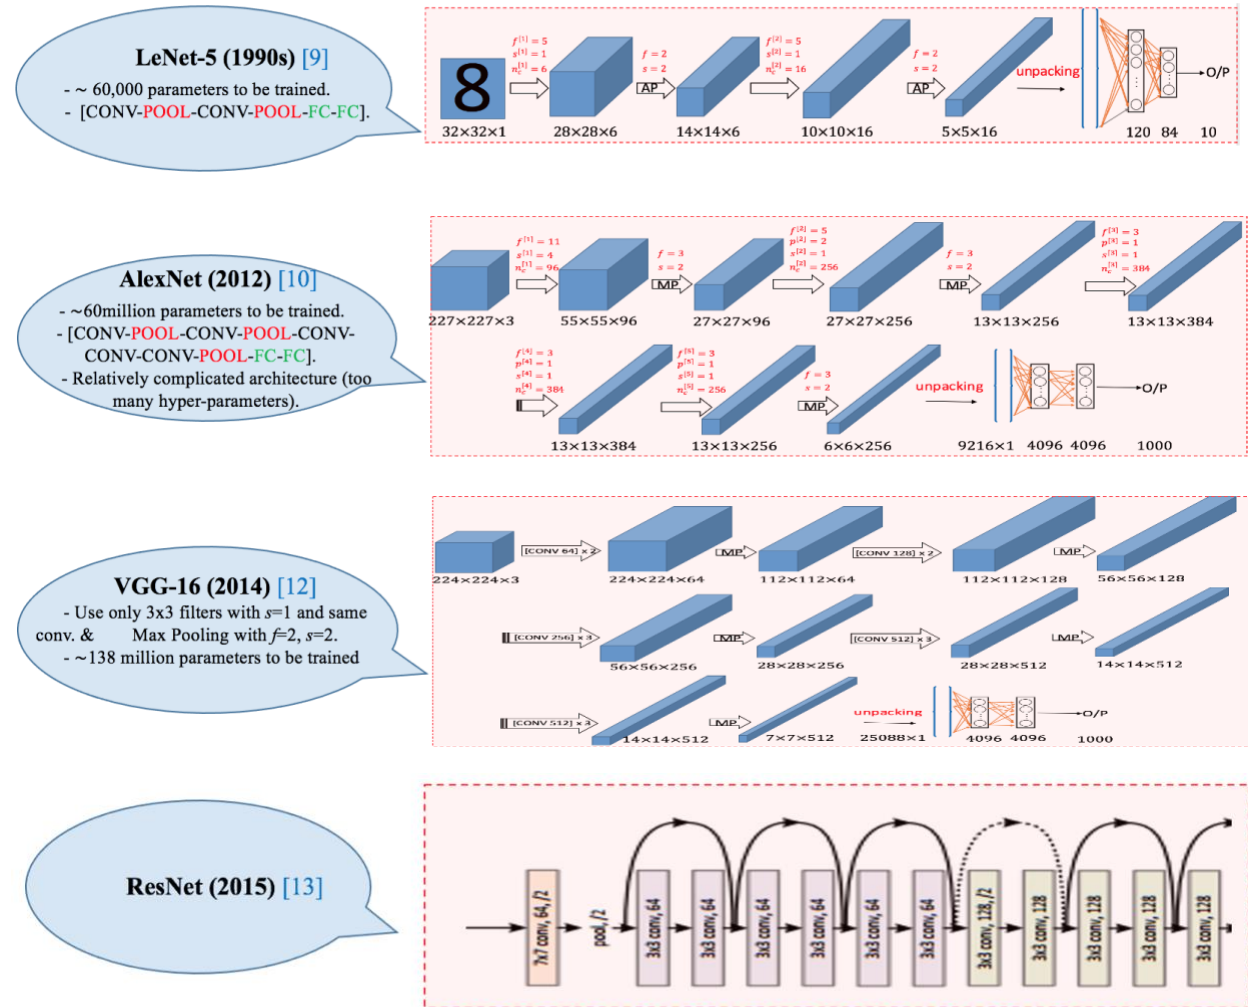 LeNet-5 (1990s) [9]
- ~ 60,000 parameters to be trained.
- [CONV-POOL-CONV-POOL-FC-FC].
8
f[1] = 5
s[1] = 1
n_c[1] = 6
f = 2
s = 2
AP
f[2] = 5
s[2] = 1
n_c[2] = 16
f = 2
s = 2
AP
unpacking
O/P
32×32×1 28×28×6 14×14×6 10×10×16 5×5×16 120 84 10
AlexNet (2012) [10]
- ~60million parameters to be trained.
- [CONV-POOL-CONV-POOL-CONV-
CONV-CONV-POOL-FC-FC].
- Relatively complicated architecture (too
many hyper-parameters).
f[1] = 11
s[1] = 4
n_c[1] = 96
f = 3
s = 2
MP
f[2] = 5
p[2] = 2
s[2] = 1
n_c[2] = 256
f = 3
s = 2
MP
f[3] = 3
p[3] = 1
s[3] = 1
n_c[3] = 384
227×227×3 55×55×96 27×27×96 27×27×256 13×13×256 13×13×384
f[4] = 3
p[4] = 1
s[4] = 1
n_c[4] = 384
f[5] = 3
p[5] = 1
s[5] = 1
n_c[5] = 256
f = 3
s = 2
MP
unpacking
O/P
13×13×384 13×13×256 6×6×256 9216×1 4096 4096 1000
VGG-16 (2014) [12]
- Use only 3x3 filters with s=1 and same
conv. & Max Pooling with f=2, s=2.
- ~138 million parameters to be trained
[CONV 64] × 2 MP [CONV 128] × 2 MP
224×224×3 224×224×64 112×112×64 112×112×128 56×56×128
[CONV 256] × 3 MP [CONV 512] × 3 MP
56×56×256 28×28×256 28×28×512 14×14×512
[CONV 512] × 3 MP unpacking O/P
14×14×512 7×7×512 25088×1 4096 4096 1000
ResNet (2015) [13]
7x7 conv, 64, /2
pool, /2
3x3 conv, 64
3x3 conv, 64
3x3 conv, 64
3x3 conv, 64
3x3 conv, 64
3x3 conv, 64
3x3 conv, 128, /2
3x3 conv, 128
3x3 conv, 128
3x3 conv, 128